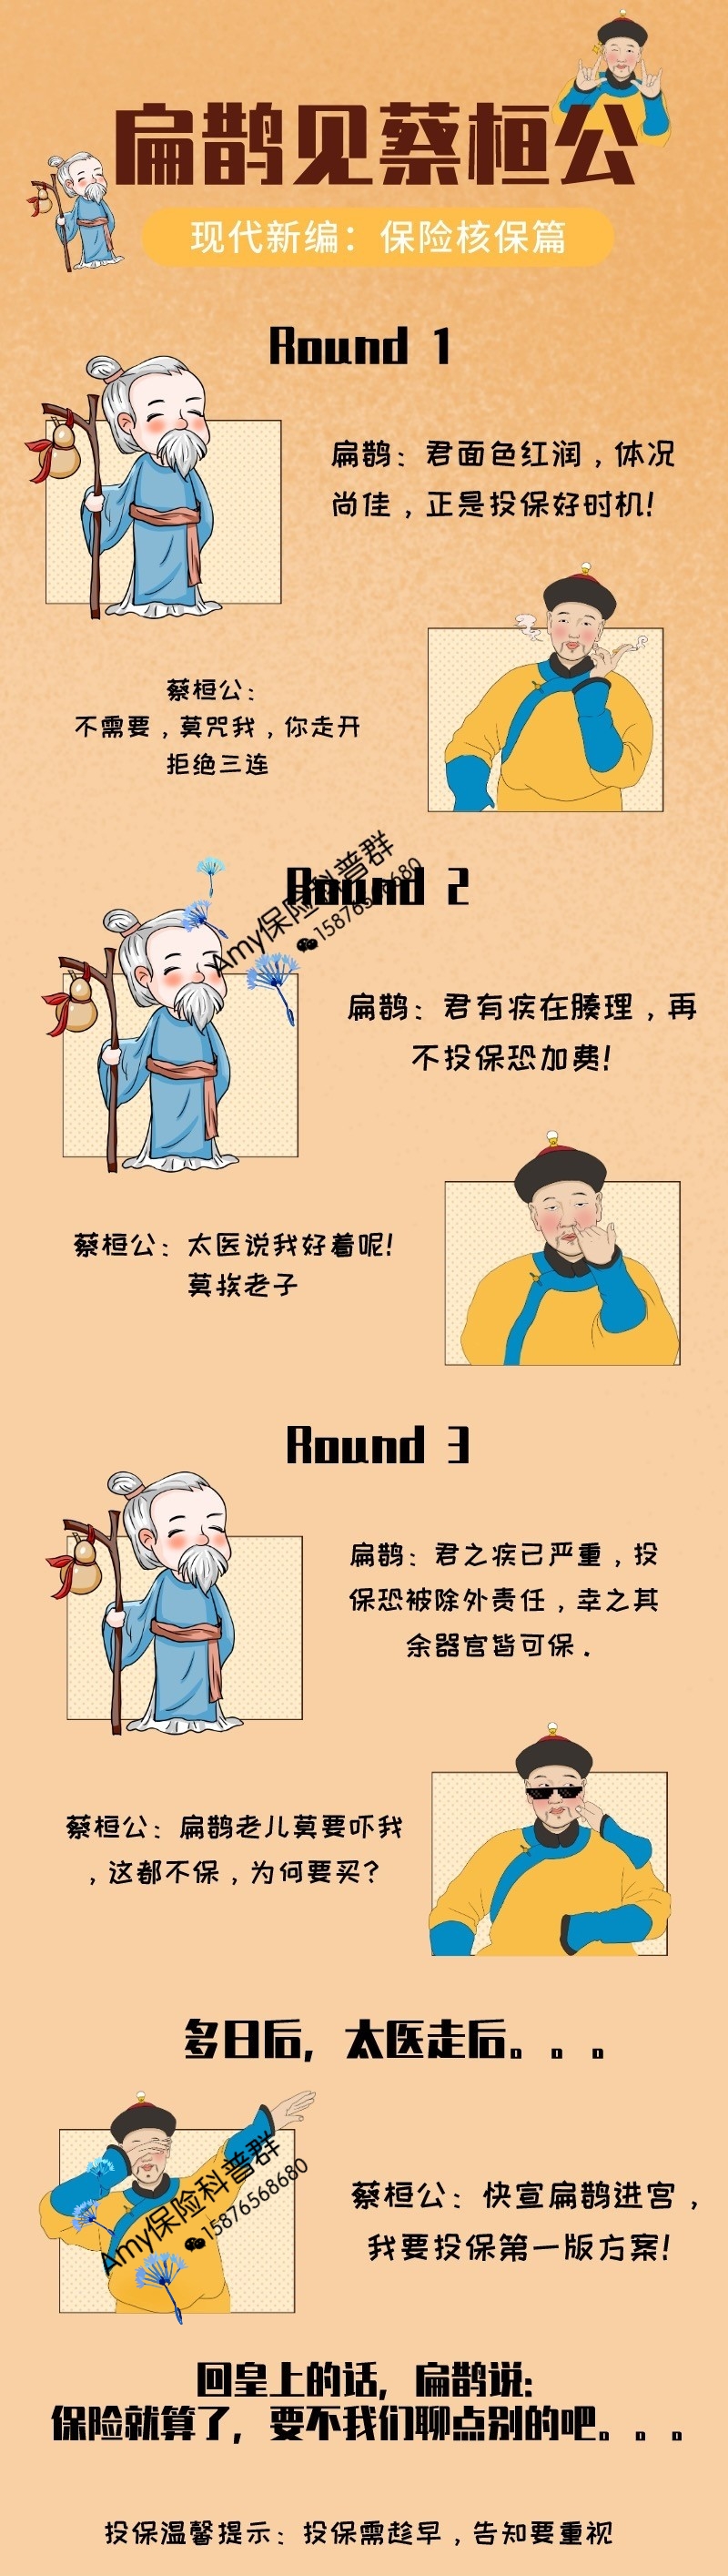 扁鹊见蔡桓公
现代新编：保险核保篇
Round 1
扁鹊：君面色红润，体况
尚佳，正是投保好时机！
蔡桓公：
不需要，莫咒我，你走开
拒绝三连
Round 2
Amy保险科普群
15876568680
扁鹊：君有疾在腠理，再
不投保恐加费！
蔡桓公：太医说我好着呢！
莫挨老子
Round 3
扁鹊：君之疾已严重，投
保恐被除外责任，幸之其
余器官皆可保．
蔡桓公：扁鹊老儿莫要吓我
，这都不保，为何要买？
多日后，太医走后。。。
Amy保险科普群
15876568680
蔡桓公：快宣扁鹊进宫，
我要投保第一版方案！
回皇上的话，扁鹊说：
保险就算了，要不我们聊点别的吧。。。
投保温馨提示：投保需趁早，告知要重视